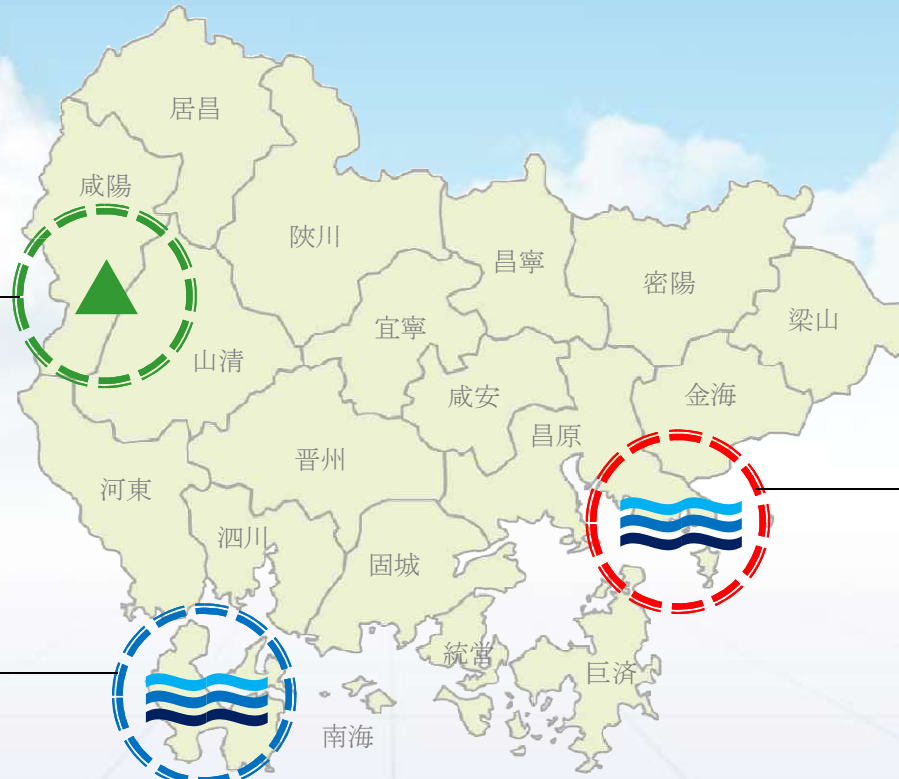 居昌
咸陽
陜川
昌寧
密陽
梁山
宜寧
山清
咸安
金海
昌原
晋州
河東
泗川
固城
統営
巨済
南海